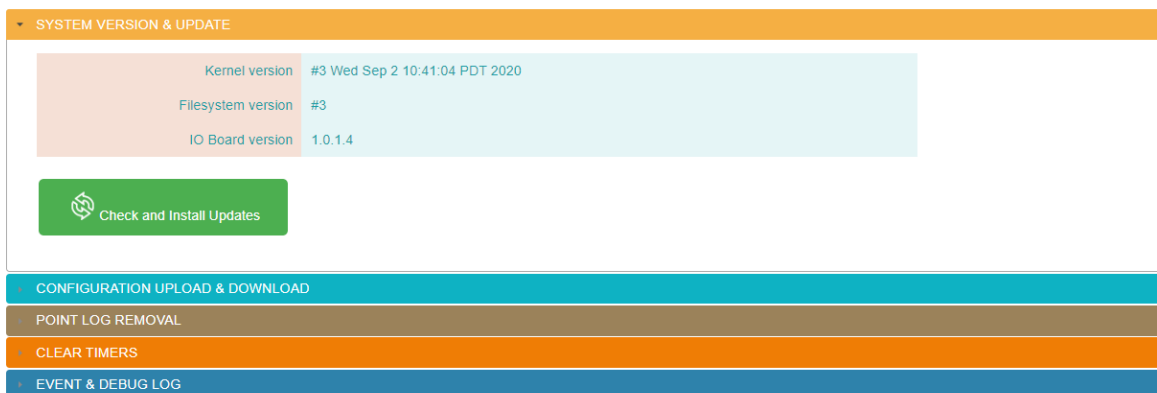 SYSTEM VERSION & UPDATE
Kernel version #3 Wed Sep 2 10:41:04 PDT 2020
Filesystem version #3
IO Board version 1.0.1.4
Check and Install Updates
CONFIGURATION UPLOAD & DOWNLOAD
POINT LOG REMOVAL
CLEAR TIMERS
EVENT & DEBUG LOG